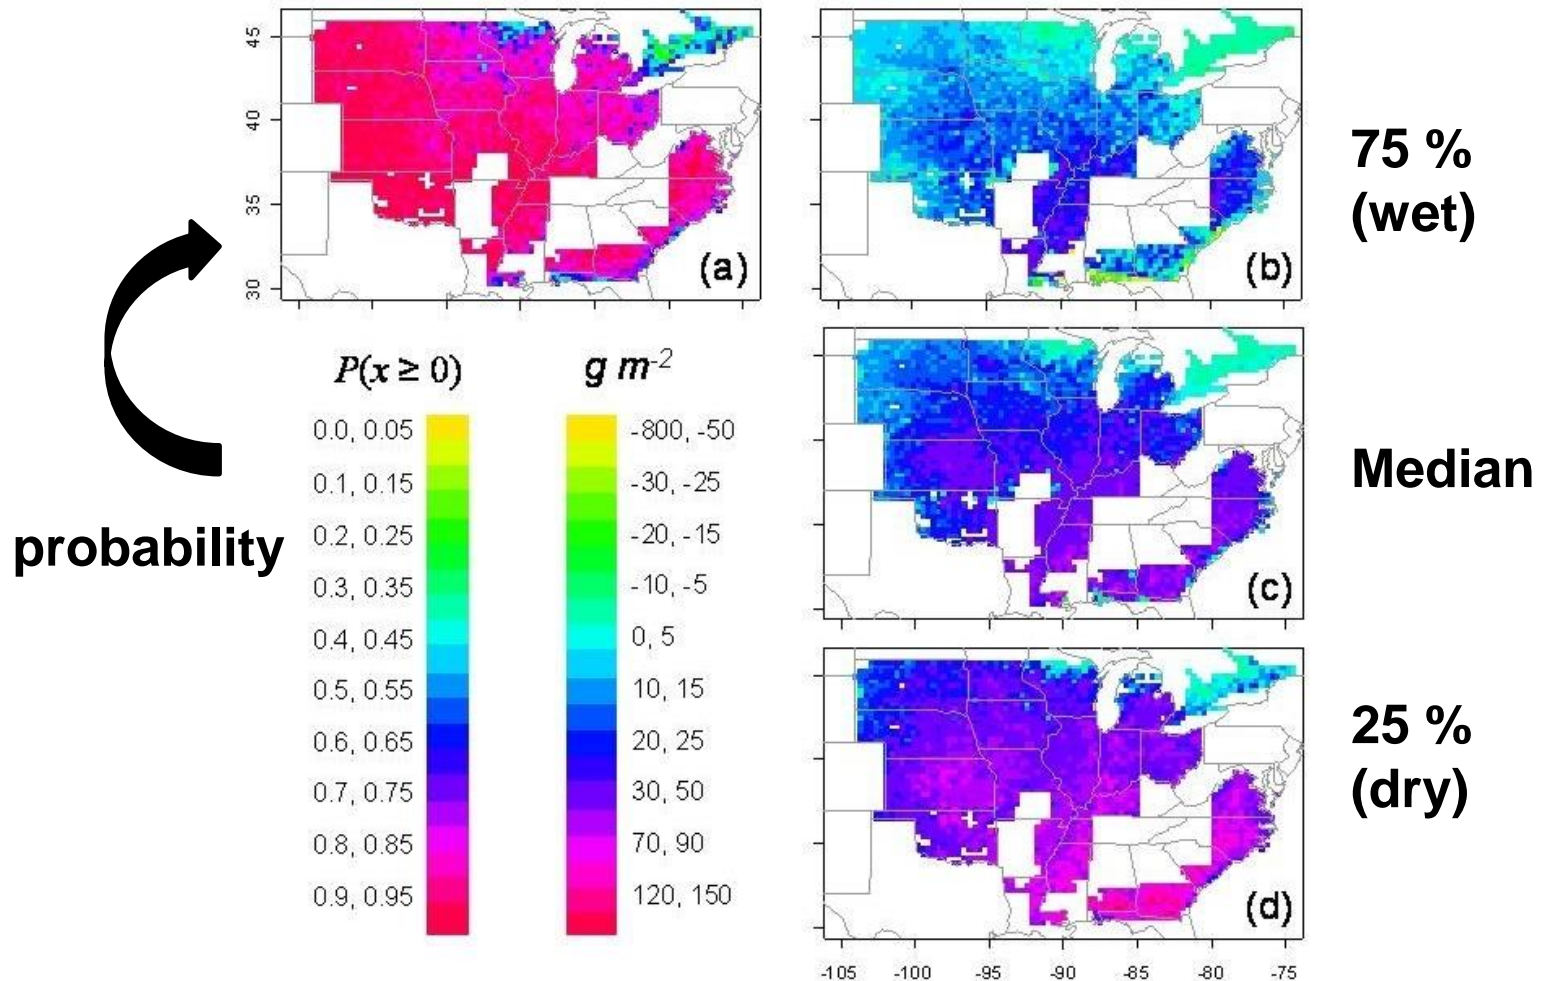 45
40
35
30
(a)
(b)
75 %
(wet)
P(x ≥ 0)
0.0, 0.05
0.1, 0.15
0.2, 0.25
0.3, 0.35
0.4, 0.45
0.5, 0.55
0.6, 0.65
0.7, 0.75
0.8, 0.85
0.9, 0.95
g m-2
-800, -50
-30, -25
-20, -15
-10, -5
0, 5
10, 15
20, 25
30, 50
70, 90
120, 150
probability
(c)
Median
(d)
25 %
(dry)
-105 -100 -95 -90 -85 -80 -75